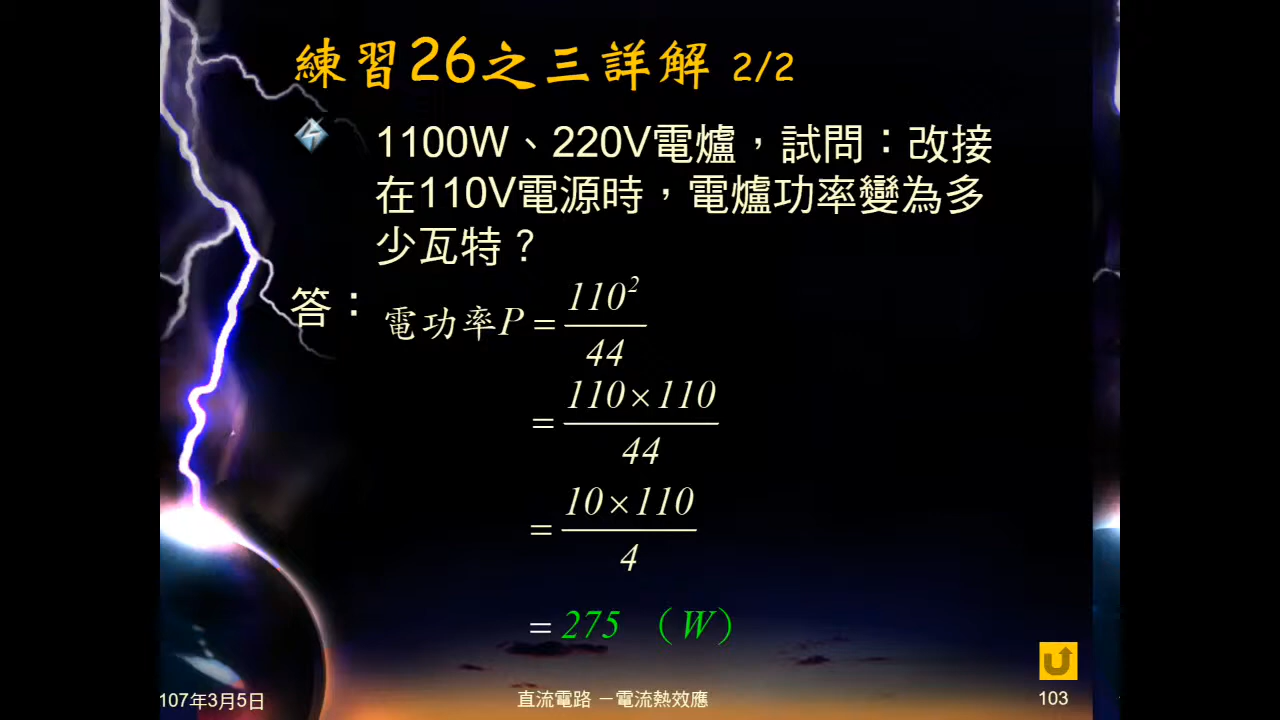 練習26之三詳解 2/2
1100W、220V電爐，試問：改接
在110V電源時，電爐功率變為多
少瓦特？
答：
電功率P = 110² / 44
= 110×110 / 44
= 10×110 / 4
= 275 （W）
107年3月5日
直流電路 －電流熱效應
103